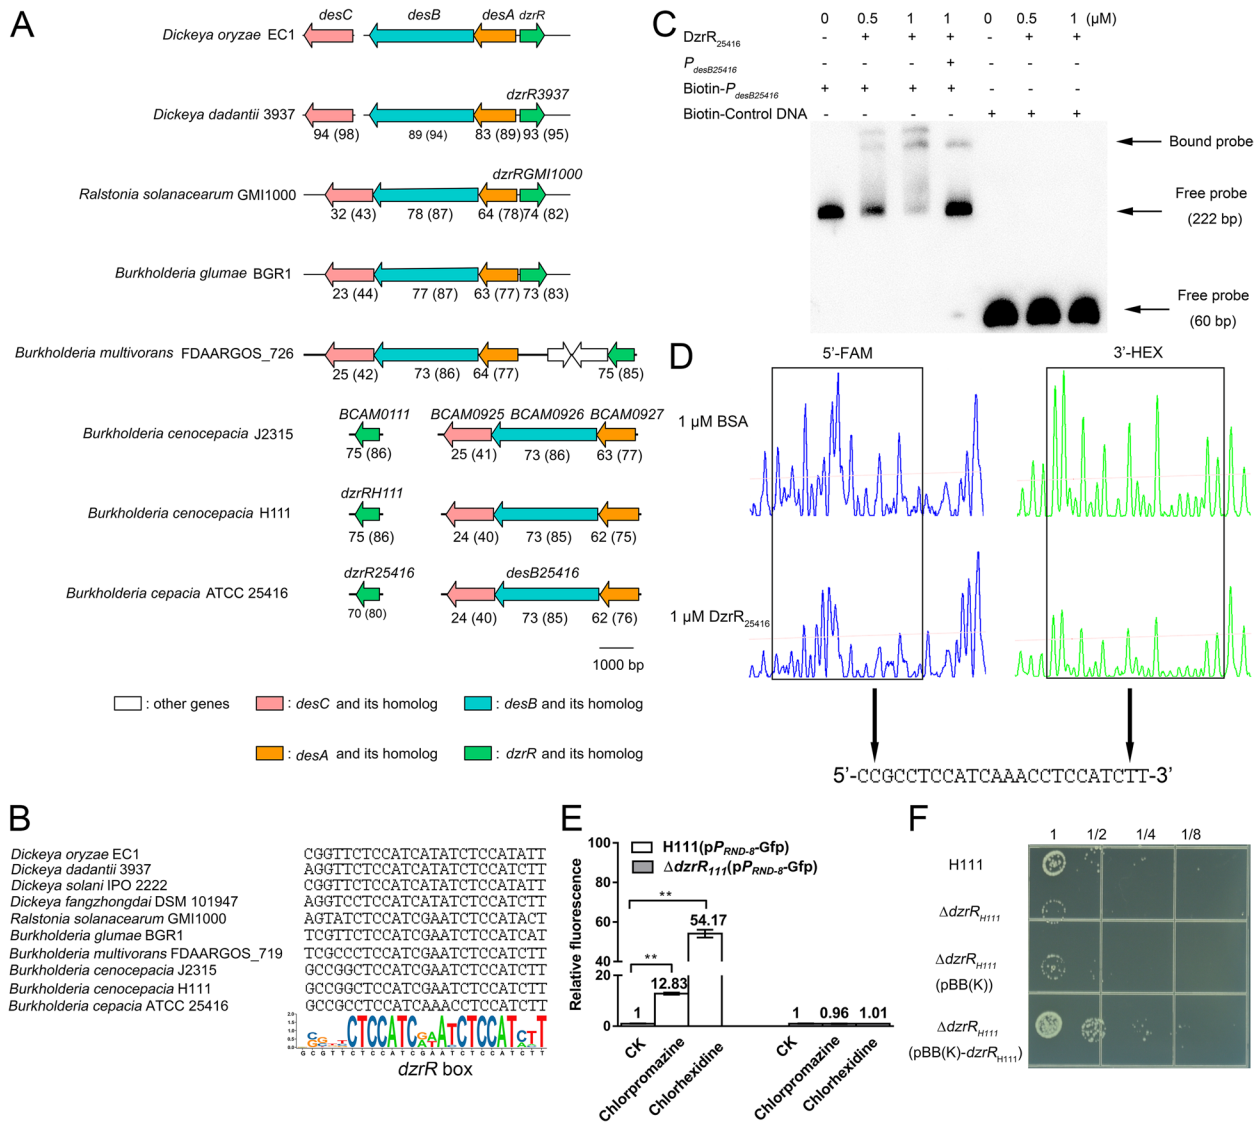 A
desC desB desA dzrR
Dickeya oryzae EC1
dzrR3937
Dickeya dadantii 3937
94 (98) 89 (94) 83 (89) 93 (95)
dzrRGMI1000
Ralstonia solanacearum GMI1000
32 (43) 78 (87) 64 (78) 74 (82)
Burkholderia glumae BGR1
23 (44) 77 (87) 63 (77) 73 (83)
Burkholderia multivorans FDAARGOS_726
25 (42) 73 (86) 64 (77) 75 (85)
BCAM0111 BCAM0925 BCAM0926 BCAM0927
Burkholderia cenocepacia J2315
75 (86) 25 (41) 73 (86) 63 (77)
dzrRH111
Burkholderia cenocepacia H111
75 (86) 24 (40) 73 (85) 62 (75)
dzrR25416 desB25416
Burkholderia cepacia ATCC 25416
70 (80) 24 (40) 73 (85) 62 (76)
1000 bp
: other genes : desC and its homolog : desB and its homolog
: desA and its homolog : dzrR and its homolog
B
Dickeya oryzae EC1 CGGTTCTCCATCATATCTCCATATT
Dickeya dadantii 3937 AGGTTCTCCATCATATCTCCATCTT
Dickeya solani IPO 2222 CGGTTCTCCATCATATCTCCATATT
Dickeya fangzhongdai DSM 101947 AGGTCCTCCATCATATCTCCATCTT
Ralstonia solanacearum GMI1000 AGTATCTCCATCGAATCTCCATACT
Burkholderia glumae BGR1 TCGTTCTCCATCGAATCTCCATCAT
Burkholderia multivorans FDAARGOS_719 TCGCCCTCCATCGAATCTCCATCTT
Burkholderia cenocepacia J2315 GCCGGCTCCATCGAATCTCCATCTT
Burkholderia cenocepacia H111 GCCGGCTCCATCGAATCTCCATCTT
Burkholderia cepacia ATCC 25416 GCCGCCTCCATCAAACCTCCATCTT
2.0
1.5
1.0
0.5
0.0
G C G T T C T C C A T C G A A T C T C C A T C T T
dzrR box
C
0 0.5 1 1 0 0.5 1 (μM)
DzrR25416 - + + + - + +
PdesB25416 - - - + - - -
Biotin-PdesB25416 + + + + - - -
Biotin-Control DNA - - - - + + +
Bound probe
Free probe
(222 bp)
Free probe
(60 bp)
D
5’-FAM 3’-HEX
1 μM BSA
1 μM DzrR25416
5’-CCGCCTCCATCAAACCTCCATCTT-3’
E
Relative fluorescence
100
80
60
40
20
0
H111(pPRND-8-Gfp)
ΔdzrR111(pPRND-8-Gfp)
**
**
1 12.83 54.17 1 0.96 1.01
CK Chlorpromazine Chlorhexidine CK Chlorpromazine Chlorhexidine
F
1 1/2 1/4 1/8
H111
ΔdzrRH111
ΔdzrRH111
(pBB(K))
ΔdzrRH111
(pBB(K)-dzrRH111)